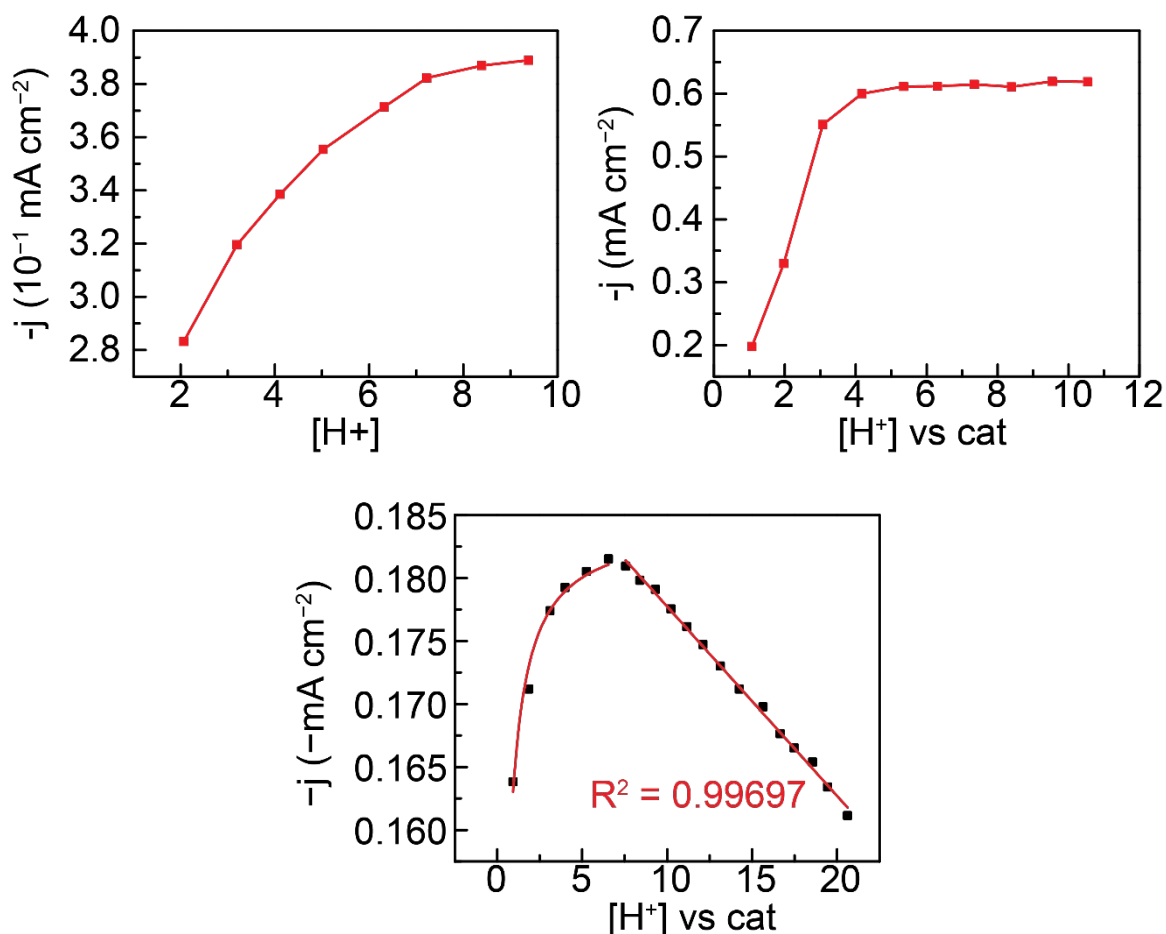 -j (10⁻¹ mA cm⁻²)
4.0
3.8
3.6
3.4
3.2
3.0
2.8
2 4 6 8 10
[H+]
-j (mA cm⁻²)
0.7
0.6
0.5
0.4
0.3
0.2
0 2 4 6 8 10 12
[H⁺] vs cat
−j (−mA cm⁻²)
0.185
0.180
0.175
0.170
0.165
0.160
R² = 0.99697
0 5 10 15 20
[H⁺] vs cat